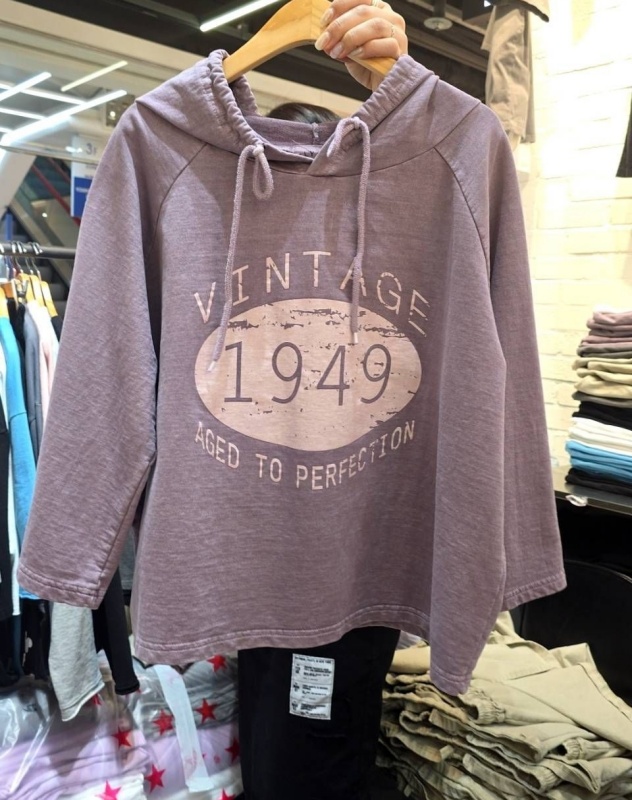 VINTAGE
1949
AGED TO PERFECTION